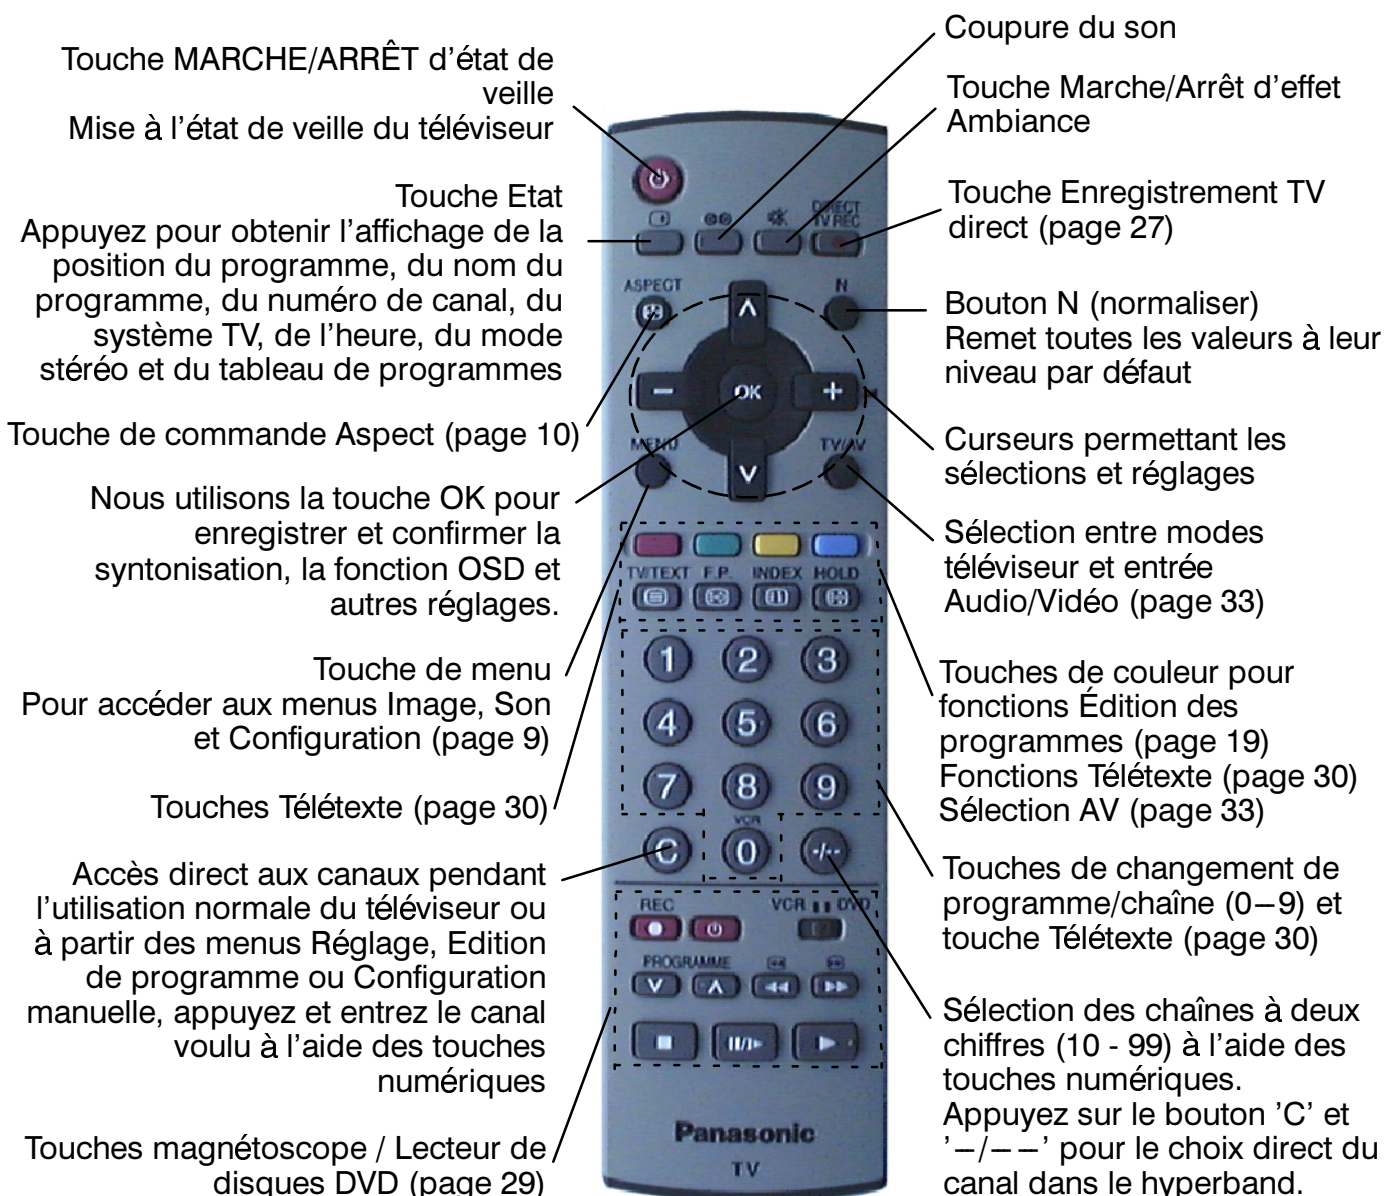 Touche MARCHE/ARRÊT d'état de
veille
Mise à l'état de veille du téléviseur
Touche Etat
Appuyez pour obtenir l'affichage de la
position du programme, du nom du
programme, du numéro de canal, du
système TV, de l'heure, du mode
stéréo et du tableau de programmes
Touche de commande Aspect (page 10)
Nous utilisons la touche OK pour
enregistrer et confirmer la
syntonisation, la fonction OSD et
autres réglages.
Touche de menu
Pour accéder aux menus Image, Son
et Configuration (page 9)
Touches Télétexte (page 30)
Accès direct aux canaux pendant
l'utilisation normale du téléviseur ou
à partir des menus Réglage, Edition
de programme ou Configuration
manuelle, appuyez et entrez le canal
voulu à l'aide des touches
numériques
Touches magnétoscope / Lecteur de
disques DVD (page 29)
DIRECT
TV REC
ASPECT
N
OK
MENU
TV/AV
TV/TEXT F.P. INDEX HOLD
1 2 3
4 5 6
7 8 9
VCR
C 0 -/--
REC VCR DVD
PROGRAMME
Panasonic
TV
Coupure du son
Touche Marche/Arrêt d'effet
Ambiance
Touche Enregistrement TV
direct (page 27)
Bouton N (normaliser)
Remet toutes les valeurs à leur
niveau par défaut
Curseurs permettant les
sélections et réglages
Sélection entre modes
téléviseur et entrée
Audio/Vidéo (page 33)
Touches de couleur pour
fonctions Édition des
programmes (page 19)
Fonctions Télétexte (page 30)
Sélection AV (page 33)
Touches de changement de
programme/chaîne (0–9) et
touche Télétexte (page 30)
Sélection des chaînes à deux
chiffres (10 - 99) à l'aide des
touches numériques.
Appuyez sur le bouton 'C' et
'–/– –' pour le choix direct du
canal dans le hyperband.